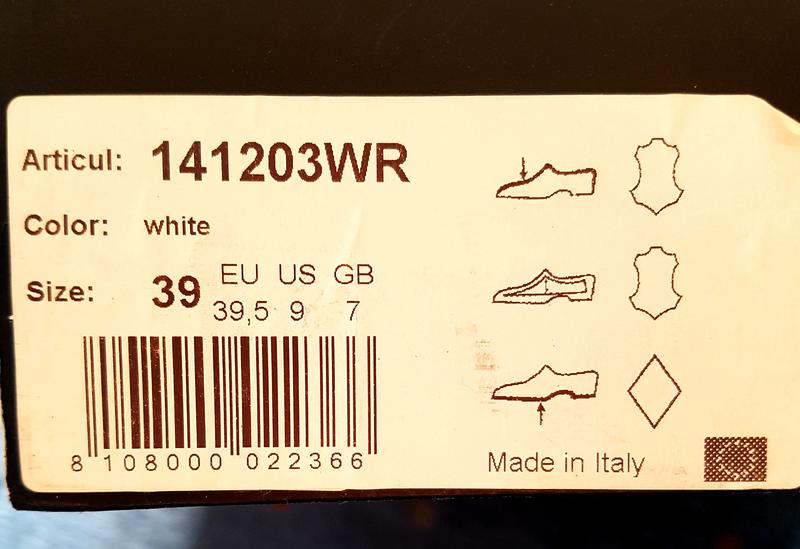 Articul: 141203WR
Color: white
Size: 39 EU US GB
39,5 9 7
8 108000 022366
Made in Italy